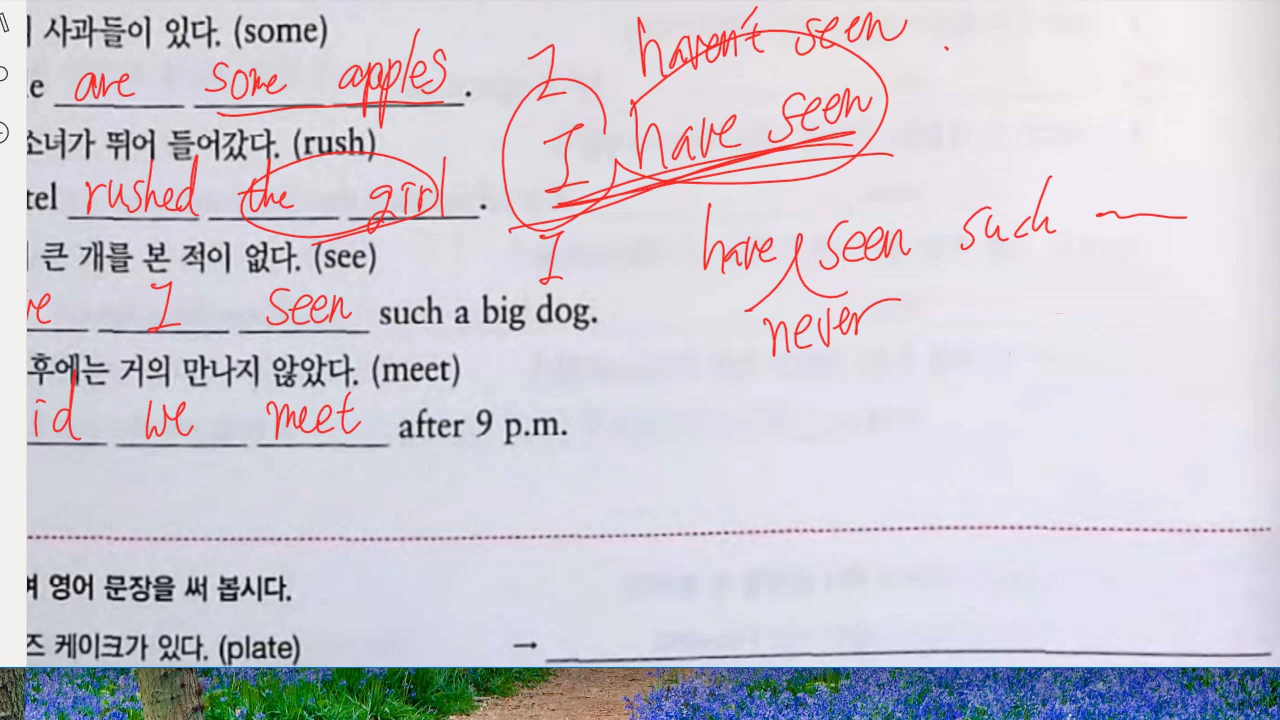 사과들이 있다. (some)
are some apples.
소녀가 뛰어 들어갔다. (rush)
tel rushed the girl.
큰 개를 본 적이 없다. (see)
I seen such a big dog.
후에는 거의 만나지 않았다. (meet)
id we meet after 9 p.m.
I haven't seen
I have seen
I have seen such
never
영어 문장을 써 봅시다.
즈 케이크가 있다. (plate) →